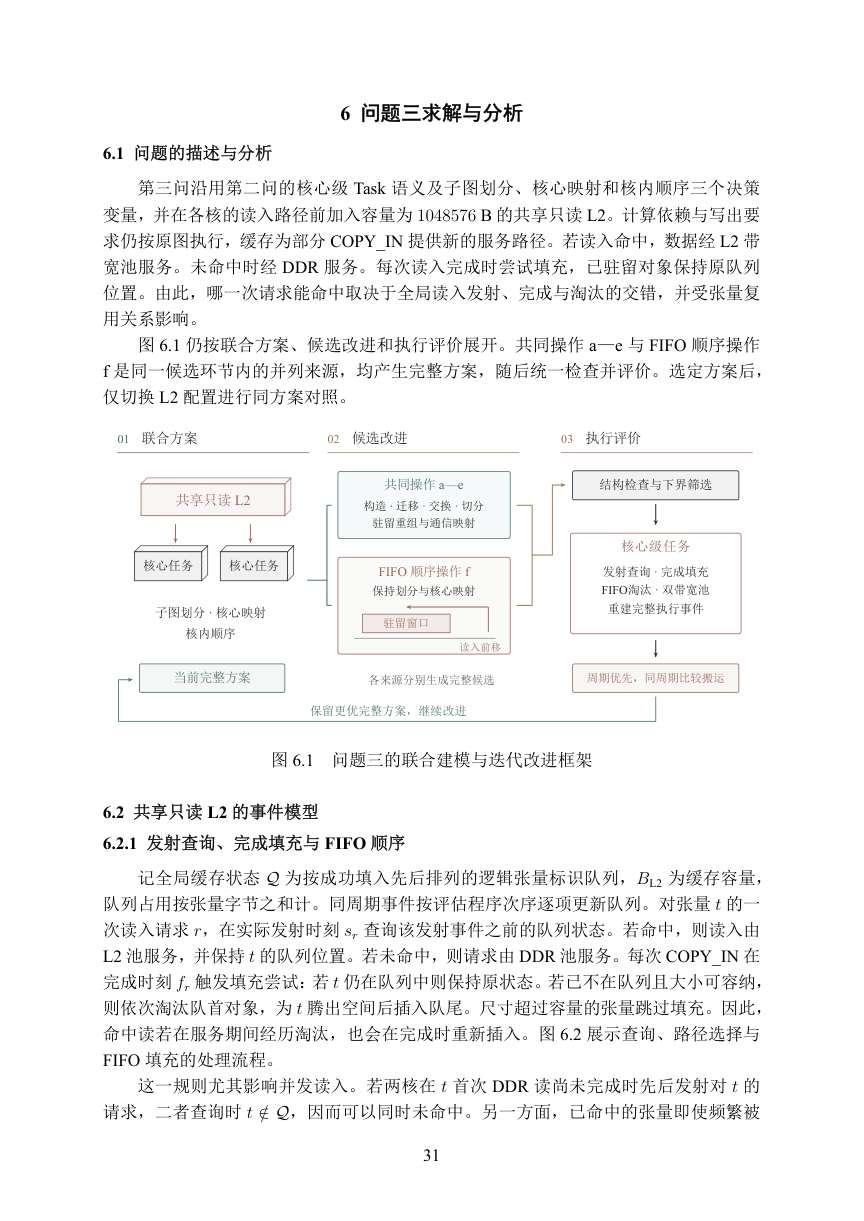 6 问题三求解与分析
6.1 问题的描述与分析
第三问沿用第二问的核心级 Task 语义及子图划分、核心映射和核内顺序三个决策
变量，并在各核的读入路径前加入容量为 1048576 B 的共享只读 L2。计算依赖与写出要
求仍按原图执行，缓存为部分 COPY_IN 提供新的服务路径。若读入命中，数据经 L2 带
宽池服务。未命中时经 DDR 服务。每次读入完成时尝试填充，已驻留对象保持原队列
位置。由此，哪一次请求能命中取决于全局读入发射、完成与淘汰的交错，并受张量复
用关系影响。
图 6.1 仍按联合方案、候选改进和执行评价展开。共同操作 a—e 与 FIFO 顺序操作
f 是同一候选环节内的并列来源，均产生完整方案，随后统一检查并评价。选定方案后，
仅切换 L2 配置进行同方案对照。
01 联合方案
共享只读 L2
核心任务 核心任务
子图划分 · 核心映射
核内顺序
当前完整方案
02 候选改进
共同操作 a—e
构造 · 迁移 · 交换 · 切分
驻留重组与通信映射
FIFO 顺序操作 f
保持划分与核心映射
驻留窗口
读入前移
各来源分别生成完整候选
03 执行评价
结构检查与下界筛选
核心级任务
发射查询 · 完成填充
FIFO淘汰 · 双带宽池
重建完整执行事件
周期优先，同周期比较搬运
保留更优完整方案，继续改进
图 6.1 问题三的联合建模与迭代改进框架
6.2 共享只读 L2 的事件模型
6.2.1 发射查询、完成填充与 FIFO 顺序
记全局缓存状态 Q 为按成功填入先后排列的逻辑张量标识队列，B_L2 为缓存容量，
队列占用按张量字节之和计。同周期事件按评估程序次序逐项更新队列。对张量 t 的一
次读入请求 r，在实际发射时刻 s_r 查询该发射事件之前的队列状态。若命中，则读入由
L2 池服务，并保持 t 的队列位置。若未命中，则请求由 DDR 池服务。每次 COPY_IN 在
完成时刻 f_r 触发填充尝试：若 t 仍在队列中则保持原状态。若已不在队列且大小可容纳，
则依次淘汰队首对象，为 t 腾出空间后插入队尾。尺寸超过容量的张量跳过填充。因此，
命中读若在服务期间经历淘汰，也会在完成时重新插入。图 6.2 展示查询、路径选择与
FIFO 填充的处理流程。
这一规则尤其影响并发读入。若两核在 t 首次 DDR 读尚未完成时先后发射对 t 的
请求，二者查询时 t ∉ Q，因而可以同时未命中。另一方面，已命中的张量即使频繁被
31